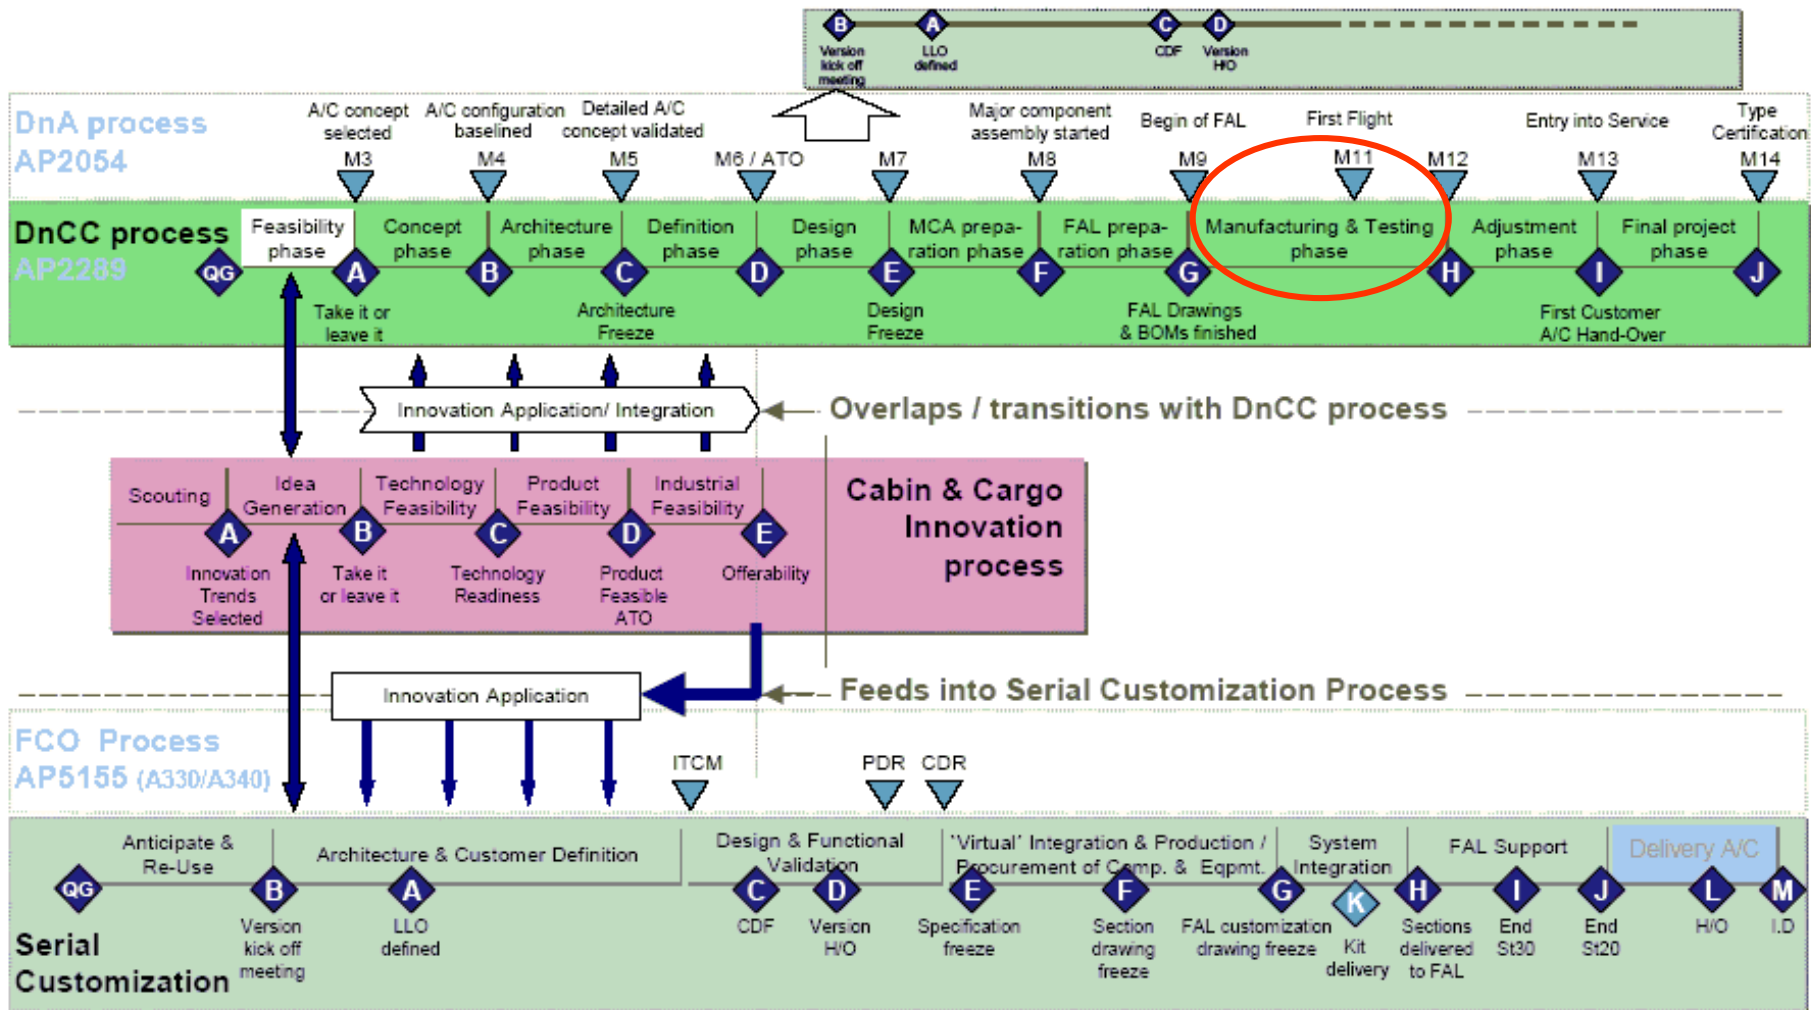 B A C D
Version
kick off
meeting
LLO
defined
CDF
Version
H/O
DnA process
AP2054
A/C concept
selected
A/C configuration
baselined
Detailed A/C
concept validated
Major component
assembly started
Begin of FAL
First Flight
Entry into Service
Type
Certification
M3 M4 M5 M6 / ATO M7 M8 M9 M11 M12 M13 M14
DnCC process
AP2289
Feasibility
phase
Concept
phase
Architecture
phase
Definition
phase
Design
phase
MCA prepa-
ration phase
FAL prepa-
ration phase
Manufacturing & Testing
phase
Adjustment
phase
Final project
phase
QG A B C D E F G H I J
Take it or
leave it
Architecture
Freeze
Design
Freeze
FAL Drawings
& BOMs finished
First Customer
A/C Hand-Over
Innovation Application/ Integration
Overlaps / transitions with DnCC process
Scouting
Idea
Generation
Technology
Feasibility
Product
Feasibility
Industrial
Feasibility
Cabin & Cargo
Innovation
process
A B C D E
Innovation
Trends
Selected
Take it
or leave it
Technology
Readiness
Product
Feasible
ATO
Offerability
Innovation Application
Feeds into Serial Customization Process
FCO Process
AP5155 (A330/A340)
ITCM PDR CDR
Anticipate &
Re-Use
Architecture & Customer Definition
Design & Functional
Validation
"Virtual" Integration & Production /
Procurement of Comp. & Eqpmt.
System
Integration
FAL Support
Delivery A/C
QG B A C D E F G K H I J L M
Version
kick off
meeting
LLO
defined
CDF
Version
H/O
Specification
freeze
Section
drawing
freeze
FAL customization
drawing freeze
Kit
delivery
Sections
delivered
to FAL
End
St30
End
St20
H/O
I.D
Serial
Customization